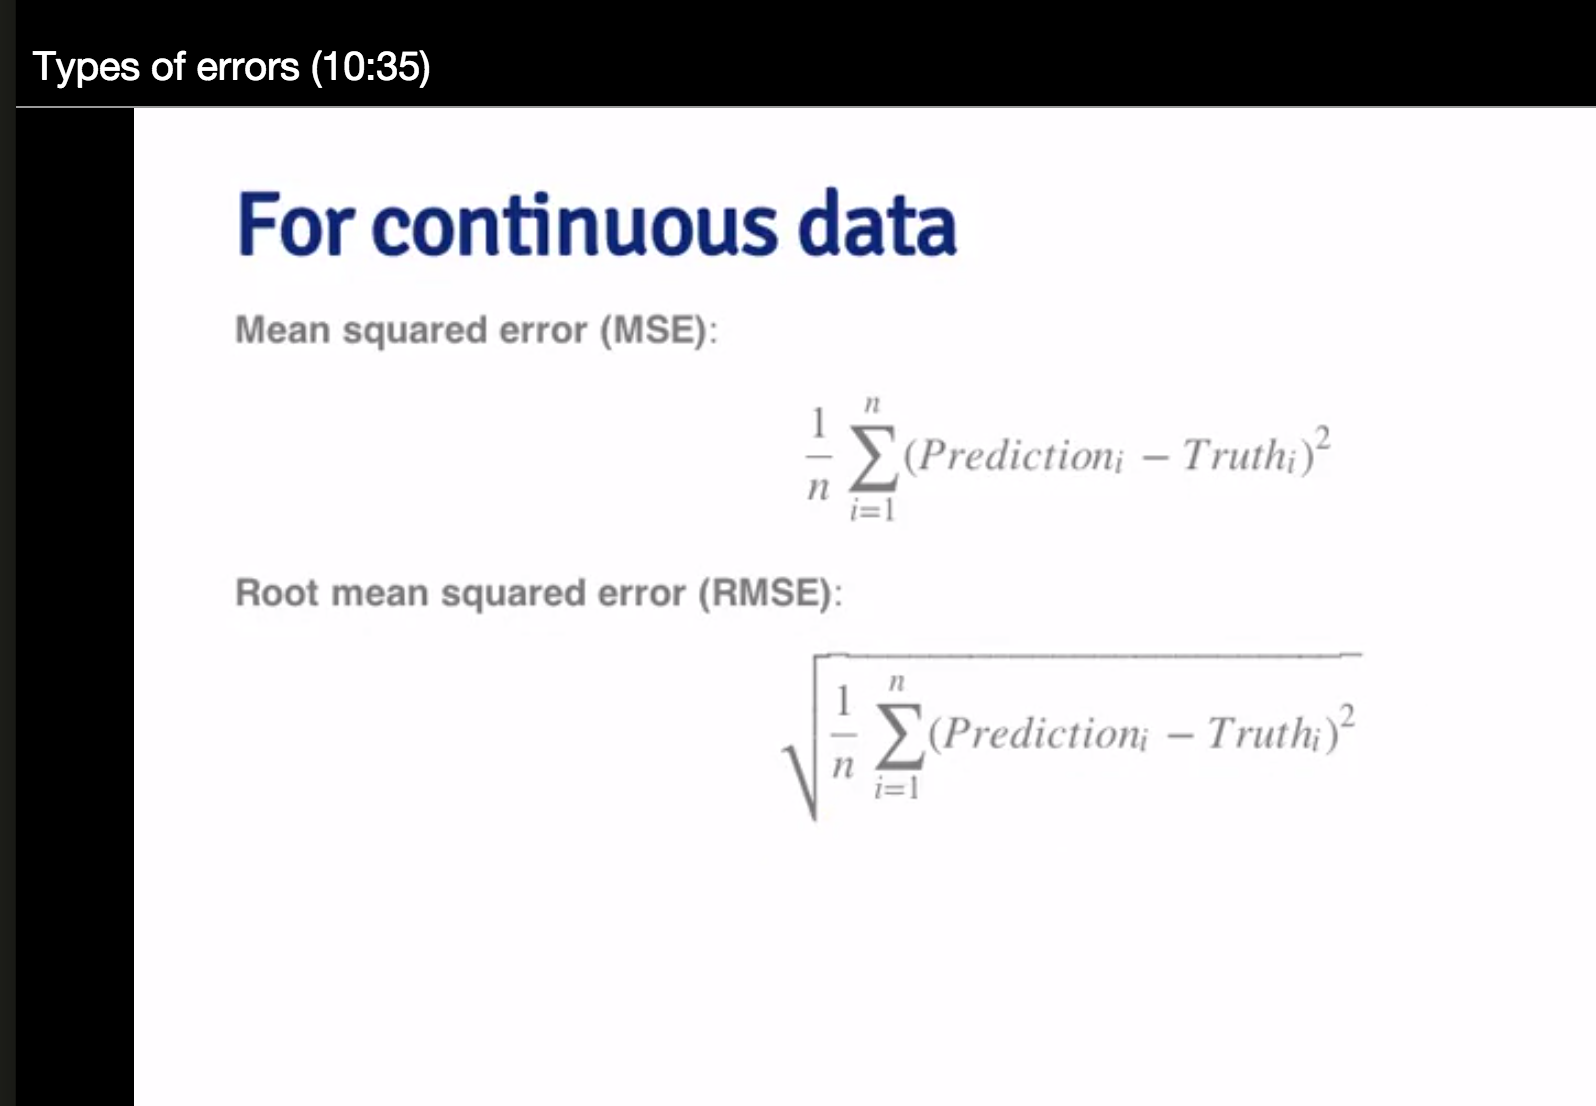 Types of errors (10:35)
For continuous data
Mean squared error (MSE):
\frac{1}{n} \sum_{i=1}^{n} (Prediction_i − Truth_i)^2
Root mean squared error (RMSE):
\sqrt{\frac{1}{n} \sum_{i=1}^{n} (Prediction_i − Truth_i)^2}